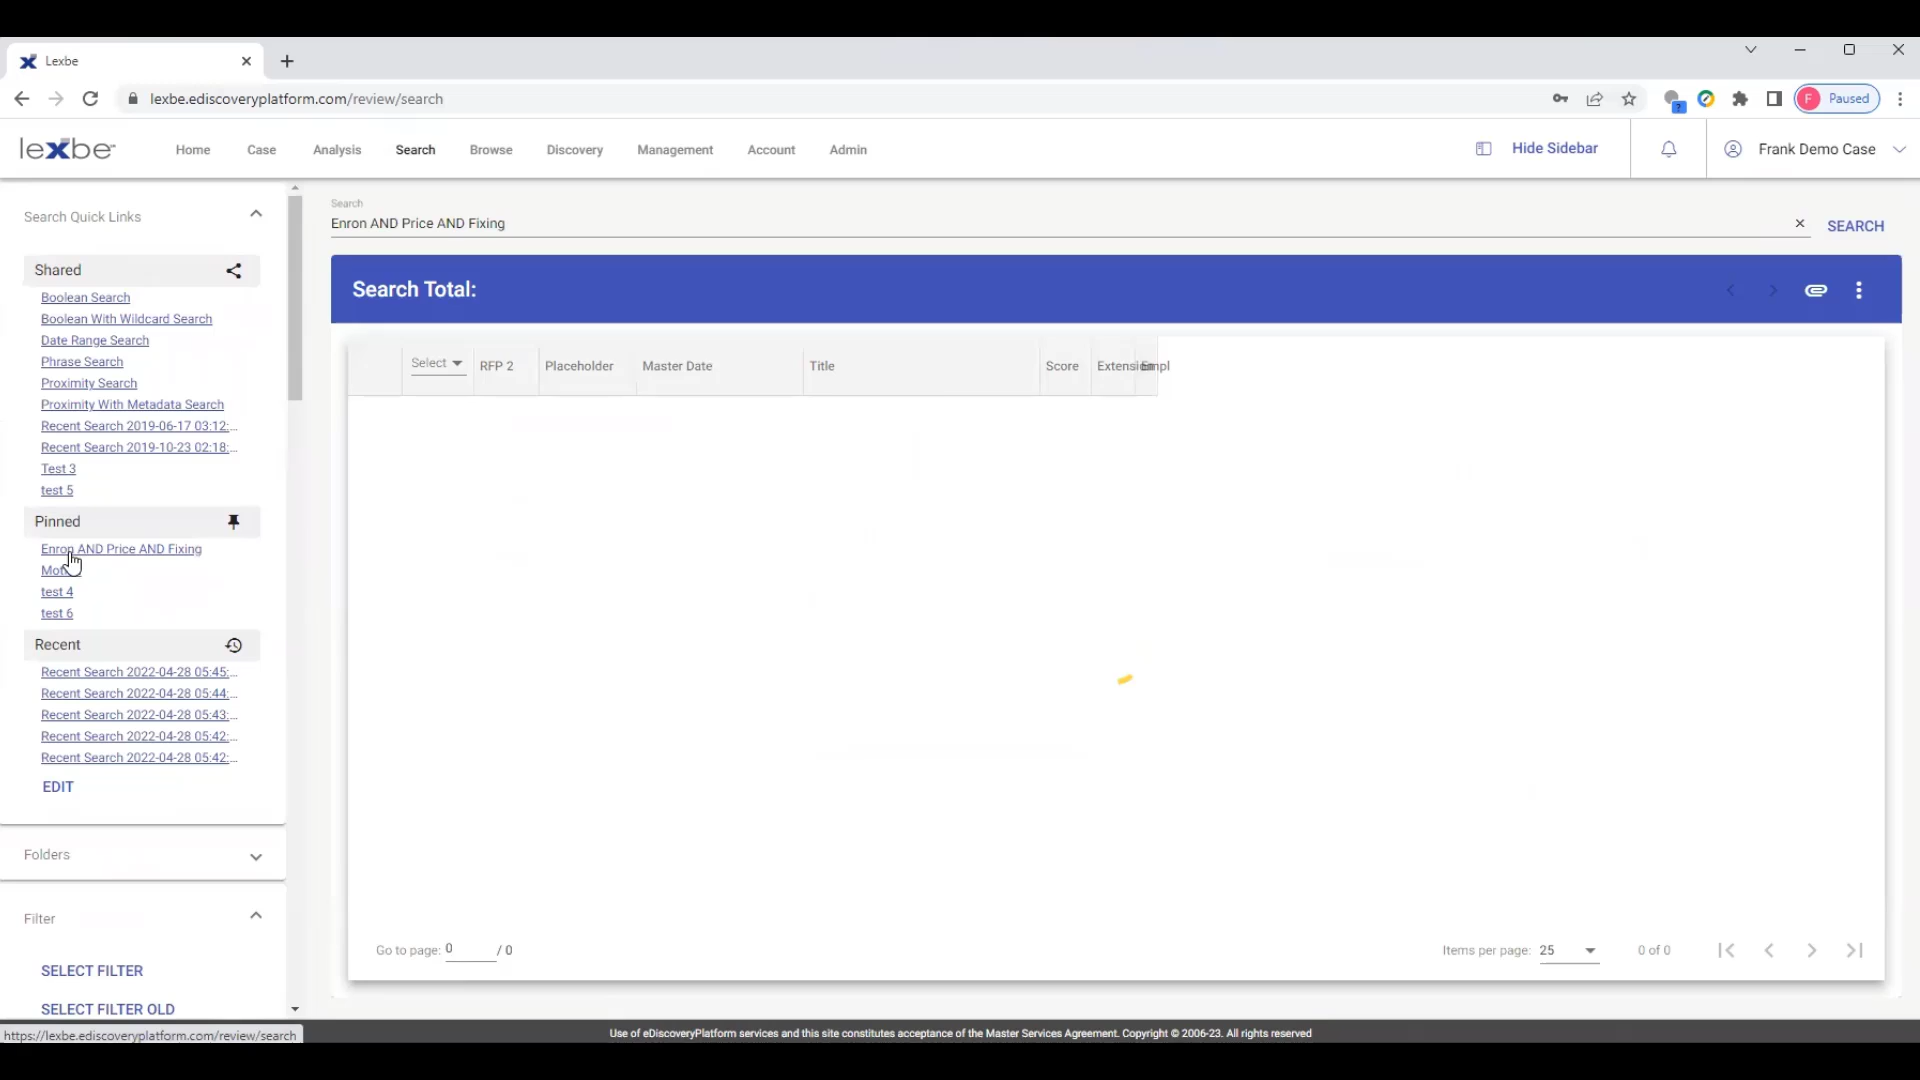 Lexbe
lexbe.ediscoveryplatform.com/review/search
F Paused
lexbe
Home Case Analysis Search Browse Discovery Management Account Admin
Hide Sidebar
Frank Demo Case
Search Quick Links
Shared
Boolean Search
Boolean With Wildcard Search
Date Range Search
Phrase Search
Proximity Search
Proximity With Metadata Search
Recent Search 2019-06-17 03:12:...
Recent Search 2019-10-23 02:18:...
Test 3
test 5
Pinned
Enron AND Price AND Fixing
test 4
test 6
Recent
Recent Search 2022-04-28 05:45:...
Recent Search 2022-04-28 05:44:...
Recent Search 2022-04-28 05:43:...
Recent Search 2022-04-28 05:42:...
Recent Search 2022-04-28 05:42:...
EDIT
Folders
Filter
SELECT FILTER
SELECT FILTER OLD
https://lexbe.ediscoveryplatform.com/review/search
Search
Enron AND Price AND Fixing
SEARCH
Search Total:
Select RFP 2 Placeholder Master Date Title Score Extension Empl
Go to page: 0 / 0
Items per page: 25 0 of 0
Use of eDiscoveryPlatform services and this site constitutes acceptance of the Master Services Agreement. Copyright © 2006-23. All rights reserved